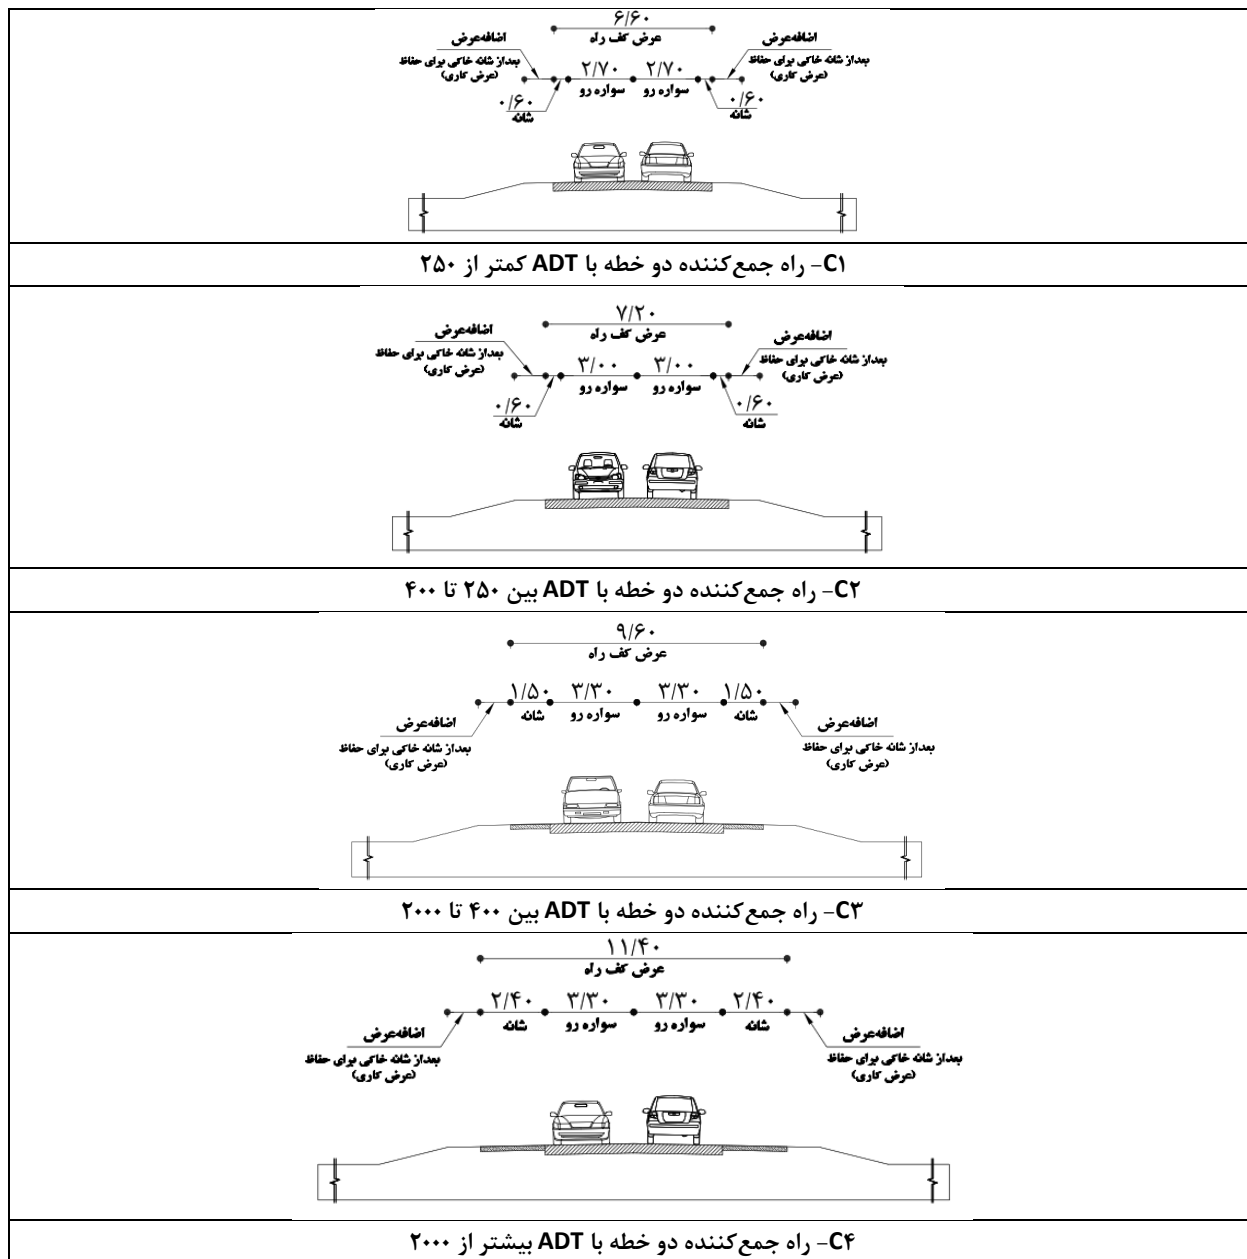 ۶/۶۰
عرض کف راه
اضافه‌عرض
بعداز شانه خاکی برای حفاظ
(عرض کاری)
۲/۷۰
سواره رو
۲/۷۰
سواره رو
اضافه‌عرض
بعداز شانه خاکی برای حفاظ
(عرض کاری)
۰/۶۰
شانه
۰/۶۰
شانه
C۱- راه جمع‌کننده دو خطه با ADT کمتر از ۲۵۰
۷/۲۰
عرض کف راه
اضافه‌عرض
بعداز شانه خاکی برای حفاظ
(عرض کاری)
۳/۰۰
سواره رو
۳/۰۰
سواره رو
اضافه‌عرض
بعداز شانه خاکی برای حفاظ
(عرض کاری)
۰/۶۰
شانه
۰/۶۰
شانه
C۲- راه جمع‌کننده دو خطه با ADT بین ۲۵۰ تا ۴۰۰
۹/۶۰
عرض کف راه
۱/۵۰
شانه
۳/۳۰
سواره رو
۳/۳۰
سواره رو
۱/۵۰
شانه
اضافه‌عرض
بعداز شانه خاکی برای حفاظ
(عرض کاری)
اضافه‌عرض
بعداز شانه خاکی برای حفاظ
(عرض کاری)
C۳- راه جمع‌کننده دو خطه با ADT بین ۴۰۰ تا ۲۰۰۰
۱۱/۴۰
عرض کف راه
۲/۴۰
شانه
۳/۳۰
سواره رو
۳/۳۰
سواره رو
۲/۴۰
شانه
اضافه‌عرض
بعداز شانه خاکی برای حفاظ
(عرض کاری)
اضافه‌عرض
بعداز شانه خاکی برای حفاظ
(عرض کاری)
C۴- راه جمع‌کننده دو خطه با ADT بیشتر از ۲۰۰۰